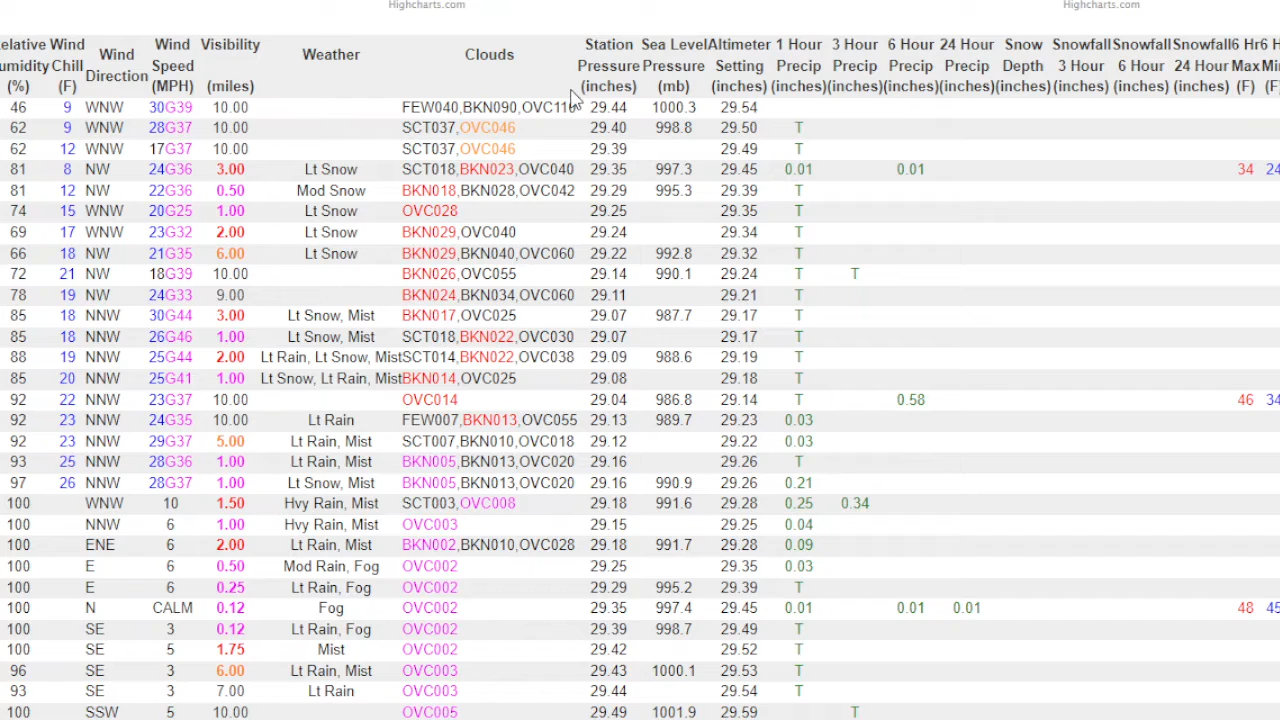 Highcharts.com Highcharts.com
elative Wind Wind Wind Visibility Weather Clouds Station Sea Level Altimeter 1 Hour 3 Hour 6 Hour 24 Hour Snow Snowfall Snowfall Snowfall 6 Hr 6 H
umidity Chill Direction Speed Pressure Pressure Setting Precip Precip Precip Precip Depth 3 Hour 6 Hour 24 Hour Max Min
(%) (F) (MPH) (miles) (inches) (mb) (inches) (inches) (inches) (inches) (inches) (inches) (inches) (inches) (inches) (F) (F
46 9 WNW 30G39 10.00 FEW040,BKN090,OVC110 29.44 1000.3 29.54
62 9 WNW 28G37 10.00 SCT037,OVC046 29.40 998.8 29.50 T
62 12 WNW 17G37 10.00 SCT037,OVC046 29.39 29.49 T
81 8 NW 24G36 3.00 Lt Snow SCT018,BKN023,OVC040 29.35 997.3 29.45 0.01 0.01 34 24
81 12 NW 22G36 0.50 Mod Snow BKN018,BKN028,OVC042 29.29 995.3 29.39 T
74 15 WNW 20G25 1.00 Lt Snow OVC028 29.25 29.35 T
69 17 WNW 23G32 2.00 Lt Snow BKN029,OVC040 29.24 29.34 T
66 18 NW 21G35 6.00 Lt Snow BKN029,BKN040,OVC060 29.22 992.8 29.32 T
72 21 NW 18G39 10.00 BKN026,OVC055 29.14 990.1 29.24 T T
78 19 NW 24G33 9.00 BKN024,BKN034,OVC060 29.11 29.21 T
85 18 NNW 30G44 3.00 Lt Snow, Mist BKN017,OVC025 29.07 987.7 29.17 T
85 18 NNW 26G46 1.00 Lt Snow, Mist SCT018,BKN022,OVC030 29.07 29.17 T
88 19 NNW 25G44 2.00 Lt Rain, Lt Snow, Mist SCT014,BKN022,OVC038 29.09 988.6 29.19 T
85 20 NNW 25G41 1.00 Lt Snow, Lt Rain, Mist BKN014,OVC025 29.08 29.18 T
92 22 NNW 23G37 10.00 OVC014 29.04 986.8 29.14 T 0.58 46 34
92 23 NNW 24G35 10.00 Lt Rain FEW007,BKN013,OVC055 29.13 989.7 29.23 0.03
92 23 NNW 29G37 5.00 Lt Rain, Mist SCT007,BKN010,OVC018 29.12 29.22 0.03
93 25 NNW 28G36 1.00 Lt Rain, Mist BKN005,BKN013,OVC020 29.16 29.26 T
97 26 NNW 28G37 1.00 Lt Snow, Mist BKN005,BKN013,OVC020 29.16 990.9 29.26 0.21
100 WNW 10 1.50 Hvy Rain, Mist SCT003,OVC008 29.18 991.6 29.28 0.25 0.34
100 NNW 6 1.00 Hvy Rain, Mist OVC003 29.15 29.25 0.04
100 ENE 6 2.00 Lt Rain, Mist BKN002,BKN010,OVC028 29.18 991.7 29.28 0.09
100 E 6 0.50 Mod Rain, Fog OVC002 29.25 29.35 0.03
100 E 6 0.25 Lt Rain, Fog OVC002 29.29 995.2 29.39 T
100 N CALM 0.12 Fog OVC002 29.35 997.4 29.45 0.01 0.01 0.01 48 45
100 SE 3 0.12 Lt Rain, Fog OVC002 29.39 998.7 29.49 T
100 SE 5 1.75 Mist OVC002 29.42 29.52 T
96 SE 3 6.00 Lt Rain, Mist OVC003 29.43 1000.1 29.53 T
93 SE 3 7.00 Lt Rain OVC003 29.44 29.54 T
100 SSW 5 10.00 OVC005 29.49 1001.9 29.59 T